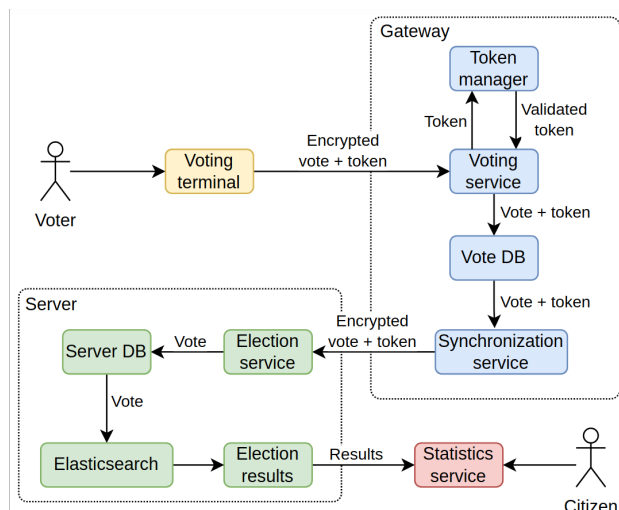 Gateway
Token
manager
Token
Validated
token
Encrypted
vote + token
Voting
terminal
Voting
service
Voter
Vote + token
Vote DB
Vote + token
Server
Encrypted
vote + token
Synchronization
service
Election
service
Vote
Server DB
Vote
Elasticsearch
Election
results
Results
Statistics
service
Citizen